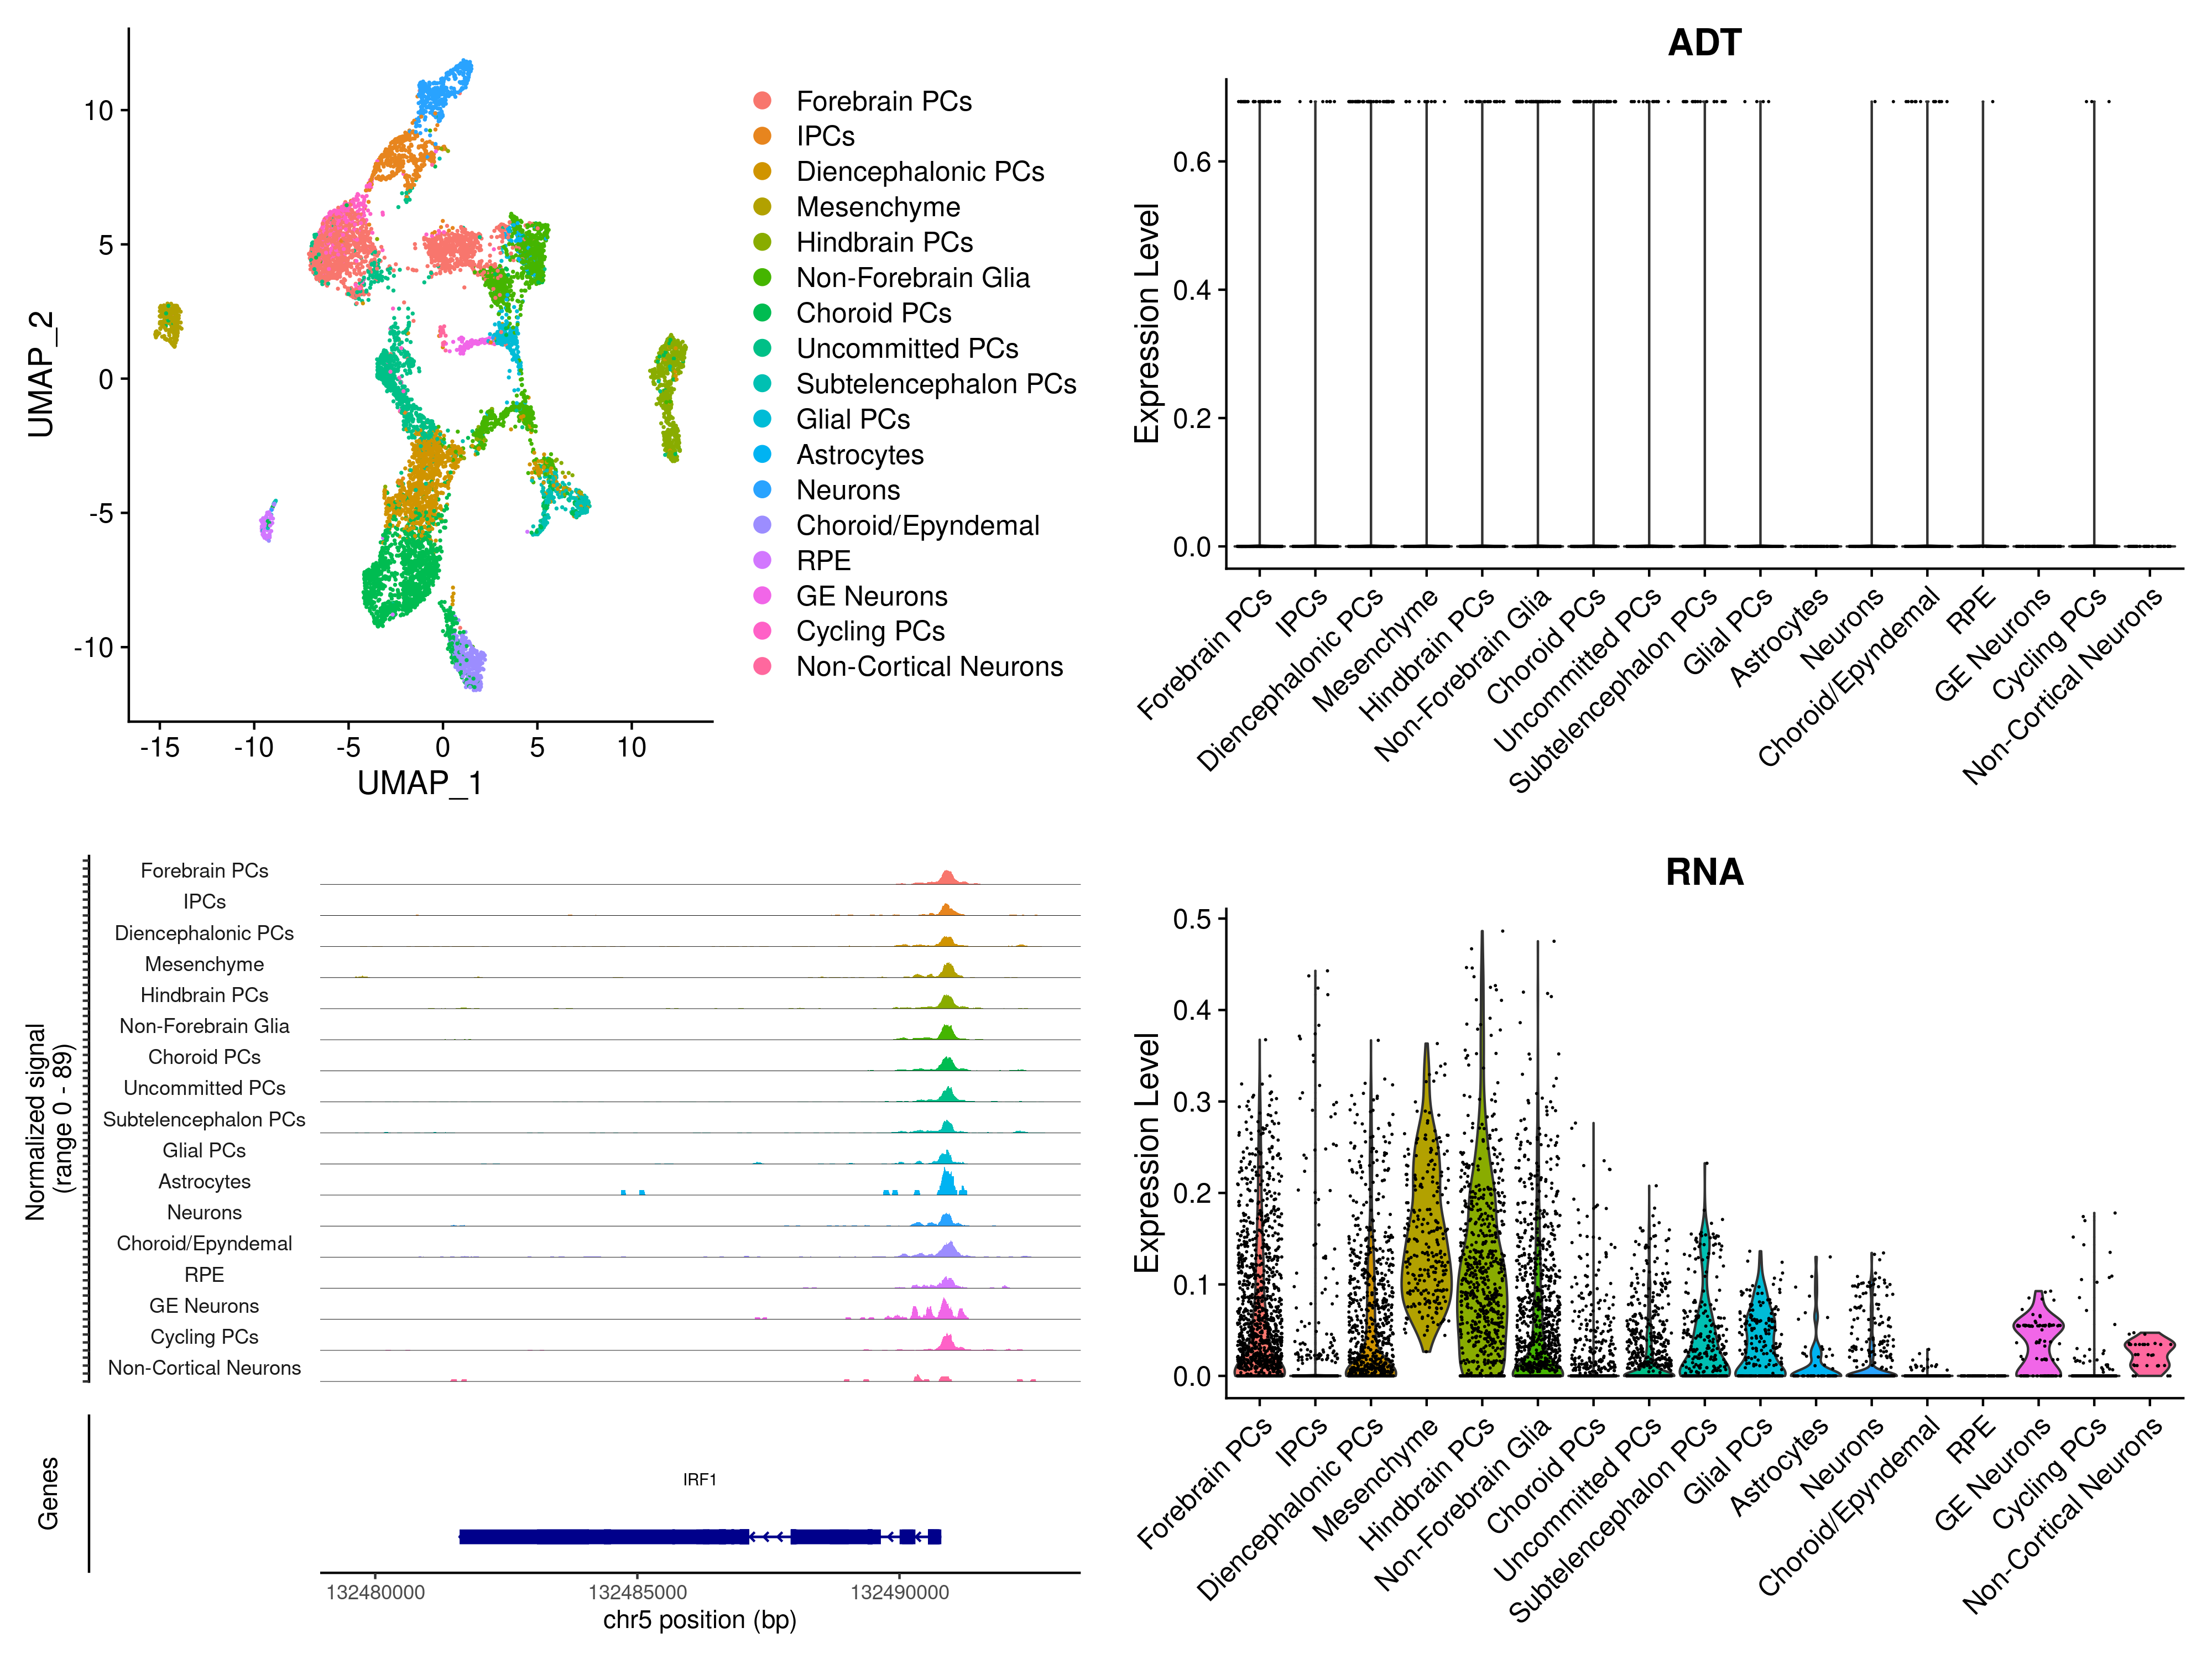 10
5
0
-5
-10
UMAP_2
-15
-10
-5
0
5
10
UMAP_1
Forebrain PCs
IPCs
Diencephalonic PCs
Mesenchyme
Hindbrain PCs
Non-Forebrain Glia
Choroid PCs
Uncommitted PCs
Subtelencephalon PCs
Glial PCs
Astrocytes
Neurons
Choroid/Epyndemal
RPE
GE Neurons
Cycling PCs
Non-Cortical Neurons
ADT
Expression Level
0.6
0.4
0.2
0.0
Forebrain PCs
IPCs
Diencephalonic PCs
Mesenchyme
Hindbrain PCs
Non-Forebrain Glia
Choroid PCs
Uncommitted PCs
Subtelencephalon PCs
Glial PCs
Astrocytes
Neurons
Choroid/Epyndemal
RPE
GE Neurons
Cycling PCs
Non-Cortical Neurons
Normalized signal
(range 0 - 89)
Forebrain PCs
IPCs
Diencephalonic PCs
Mesenchyme
Hindbrain PCs
Non-Forebrain Glia
Choroid PCs
Uncommitted PCs
Subtelencephalon PCs
Glial PCs
Astrocytes
Neurons
Choroid/Epyndemal
RPE
GE Neurons
Cycling PCs
Non-Cortical Neurons
Genes
IRF1
132480000
132485000
132490000
chr5 position (bp)
RNA
Expression Level
0.5
0.4
0.3
0.2
0.1
0.0
Forebrain PCs
IPCs
Diencephalonic PCs
Mesenchyme
Hindbrain PCs
Non-Forebrain Glia
Choroid PCs
Uncommitted PCs
Subtelencephalon PCs
Glial PCs
Astrocytes
Neurons
Choroid/Epyndemal
RPE
GE Neurons
Cycling PCs
Non-Cortical Neurons